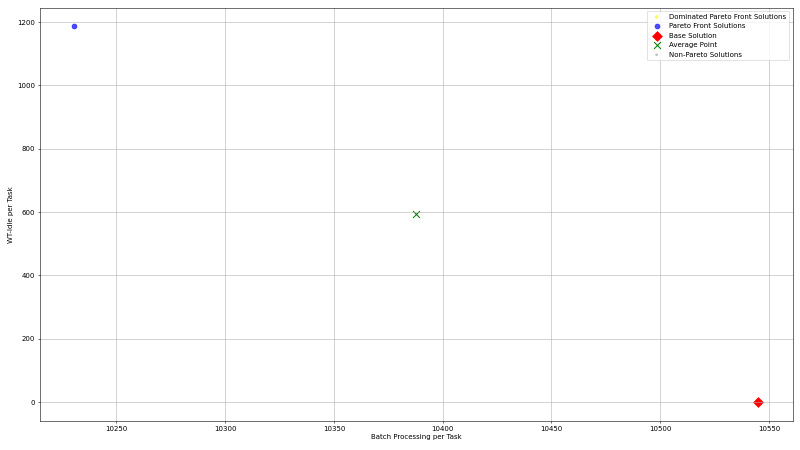 1200
1000
800
600
400
200
0
WT-Idle per Task
10250
10300
10350
10400
10450
10500
10550
Batch Processing per Task
Dominated Pareto Front Solutions
Pareto Front Solutions
Base Solution
Average Point
Non-Pareto Solutions